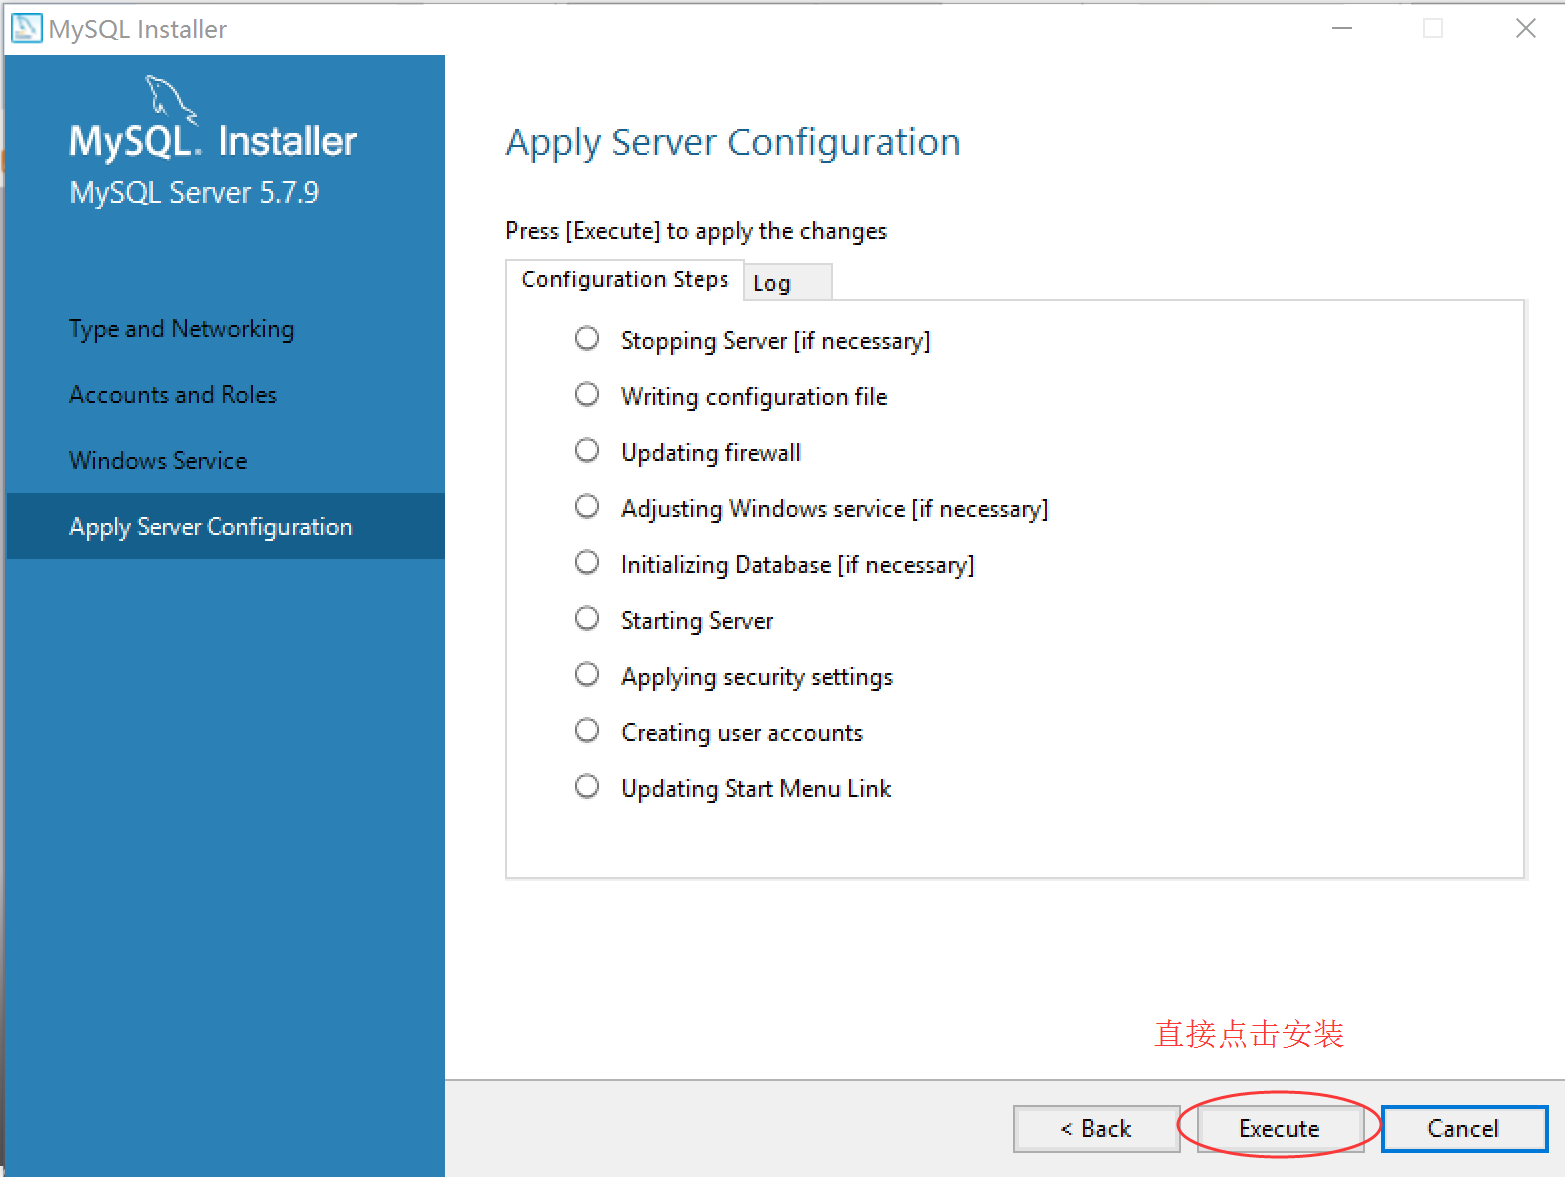 MySQL Installer
MySQL. Installer
MySQL Server 5.7.9
Type and Networking
Accounts and Roles
Windows Service
Apply Server Configuration
Apply Server Configuration
Press [Execute] to apply the changes
Configuration Steps
Log
Stopping Server [if necessary]
Writing configuration file
Updating firewall
Adjusting Windows service [if necessary]
Initializing Database [if necessary]
Starting Server
Applying security settings
Creating user accounts
Updating Start Menu Link
直接点击安装
< Back
Execute
Cancel